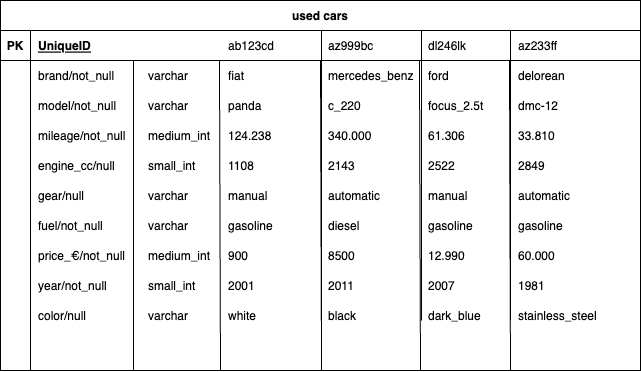 used cars
PK UniqueID ab123cd az999bc dl246lk az233ff
brand/not_null varchar fiat mercedes_benz ford delorean
model/not_null varchar panda c_220 focus_2.5t dmc-12
mileage/not_null medium_int 124.238 340.000 61.306 33.810
engine_cc/null small_int 1108 2143 2522 2849
gear/null varchar manual automatic manual automatic
fuel/not_null varchar gasoline diesel gasoline gasoline
price_€/not_null medium_int 900 8500 12.990 60.000
year/not_null small_int 2001 2011 2007 1981
color/null varchar white black dark_blue stainless_steel